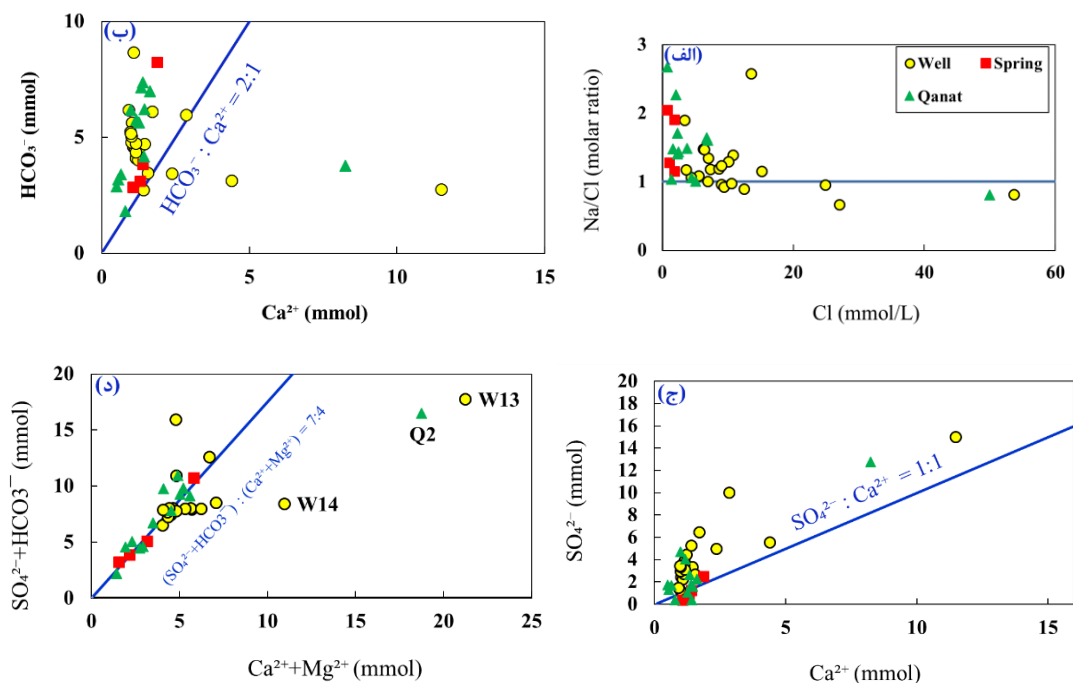 (الف)
Na/Cl (molar ratio)
3
2
1
0
0
20
40
60
Cl (mmol/L)
Well
Spring
Qanat
(ب)
HCO₃⁻ (mmol)
10
5
0
0
5
10
15
Ca²⁺ (mmol)
HCO₃⁻ : Ca²⁺ = 2:1
(ج)
SO₄²⁻ (mmol)
20
18
16
14
12
10
8
6
4
2
0
0
5
10
15
Ca²⁺ (mmol)
SO₄²⁻ : Ca²⁺ = 1:1
(د)
SO₄²⁻+HCO3⁻ (mmol)
20
15
10
5
0
0
5
10
15
20
25
Ca²⁺+Mg²⁺ (mmol)
(SO₄²⁻+HCO3⁻) : (Ca²⁺+Mg²⁺) = 7:4
W13
Q2
W14